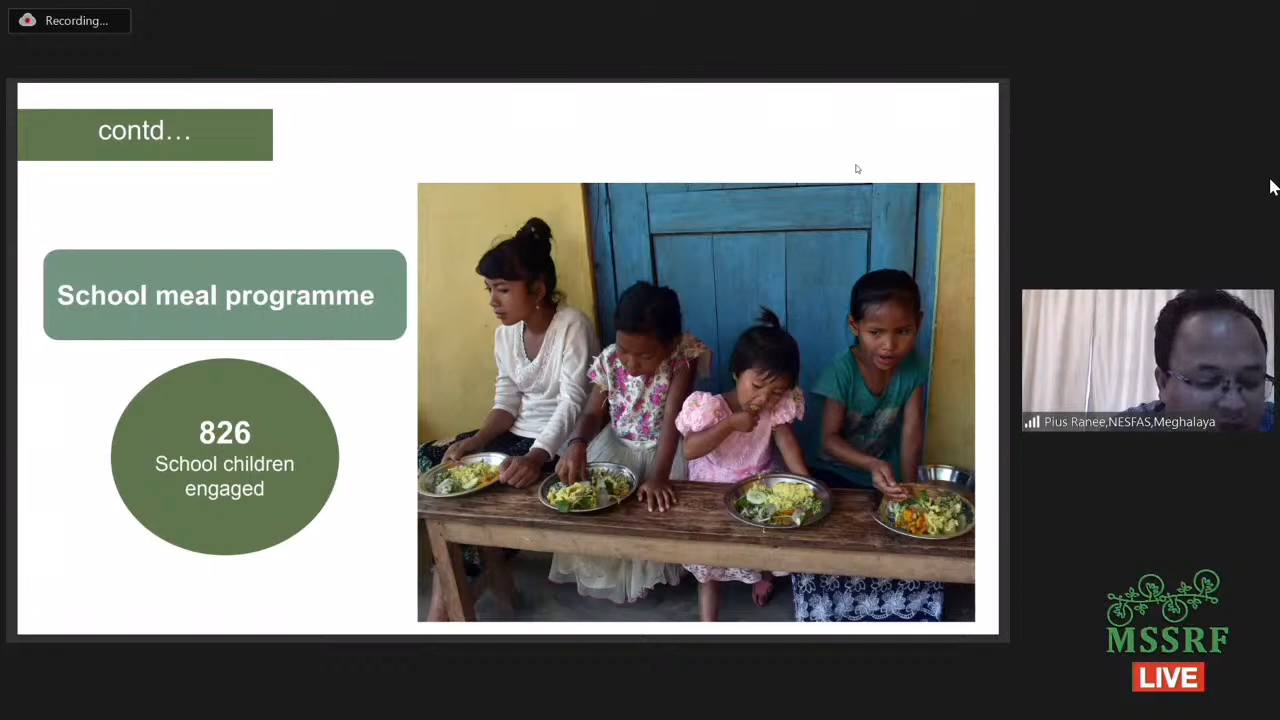 Recording...
contd...
School meal programme
826
School children
engaged
Pius Ranee,NESFAS,Meghalaya
MSSRF
LIVE